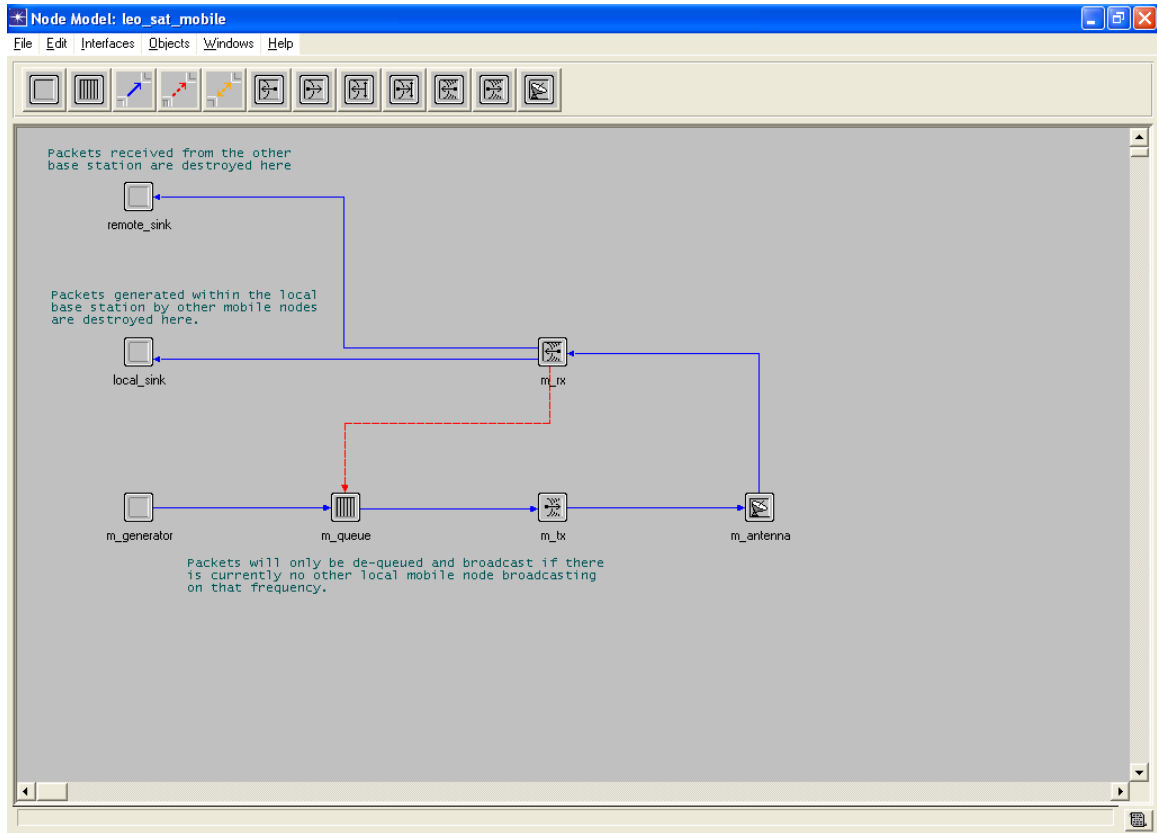 Node Model: leo_sat_mobile
File Edit Interfaces Objects Windows Help
Packets received from the other
base station are destroyed here
remote_sink
Packets generated within the local
base station by other mobile nodes
are destroyed here.
local_sink
m_rx
m_generator
m_queue
m_tx
m_antenna
Packets will only be de-queued and broadcast if there
is currently no other local mobile node broadcasting
on that frequency.